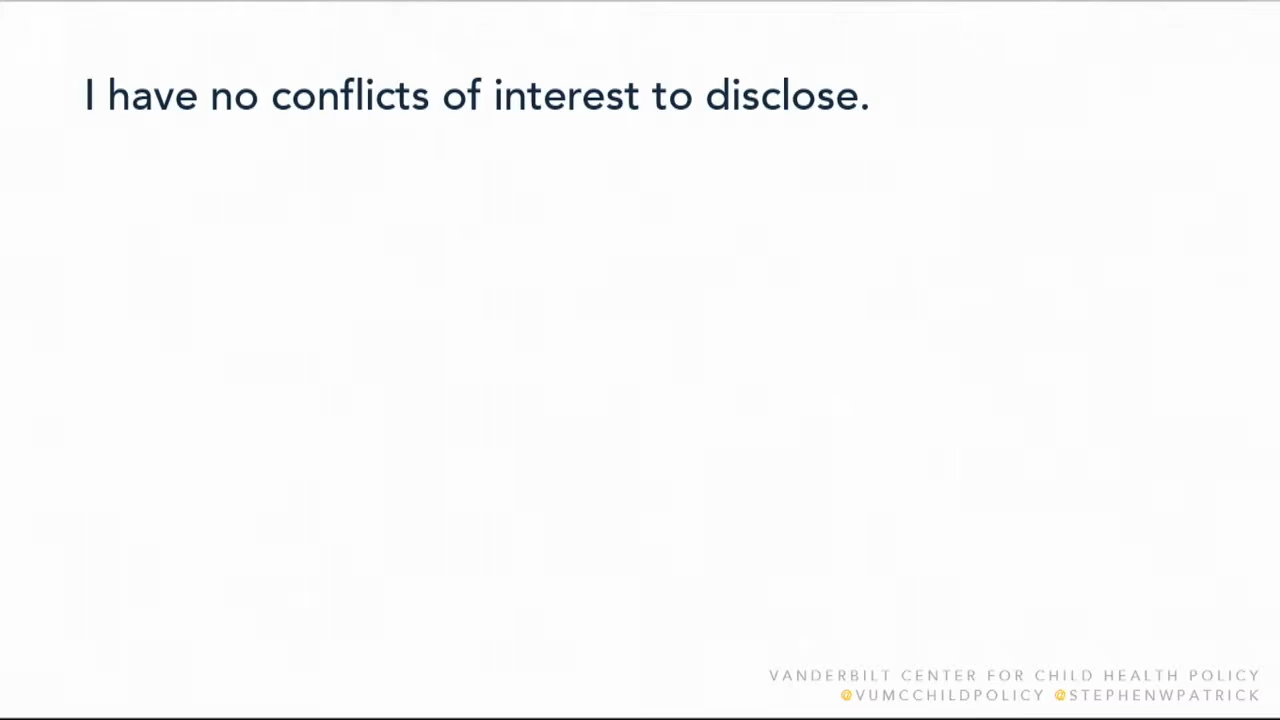 I have no conflicts of interest to disclose.
VANDERBILT CENTER FOR CHILD HEALTH POLICY
@VUMCCHILDPOLICY @STEPHENWPATRICK